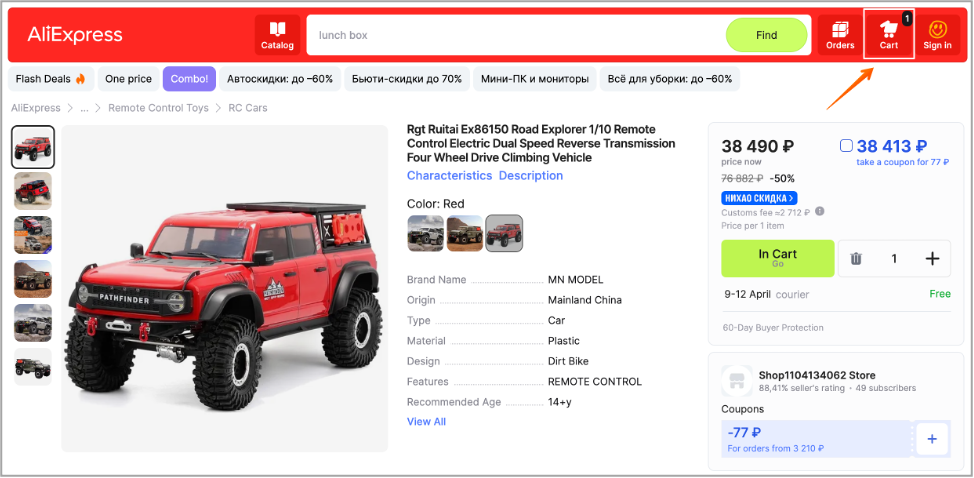 AliExpress
Catalog
lunch box
Find
Orders
1
Cart
Sign in
Flash Deals
One price
Combo!
Автоскидки: до –60%
Бьюти-скидки до 70%
Мини-ПК и мониторы
Всё для уборки: до –60%
AliExpress > ... > Remote Control Toys > RC Cars
PATHFINDER
Rgt Ruitai Ex86150 Road Explorer 1/10 Remote
Control Electric Dual Speed Reverse Transmission
Four Wheel Drive Climbing Vehicle
Characteristics Description
Color: Red
Brand Name MN MODEL
Origin Mainland China
Type Car
Material Plastic
Design Dirt Bike
Features REMOTE CONTROL
Recommended Age 14+y
View All
38 490 ₽
price now
38 413 ₽
take a coupon for 77 ₽
76 882 ₽ -50%
НИХАО СКИДКА >
Customs fee ≈2 712 ₽
Price per 1 item
In Cart
Go
1 +
9-12 April courier Free
60-Day Buyer Protection
Shop1104134062 Store
88,41% seller's rating • 49 subscribers
Coupons
-77 ₽
For orders from 3 210 ₽
+